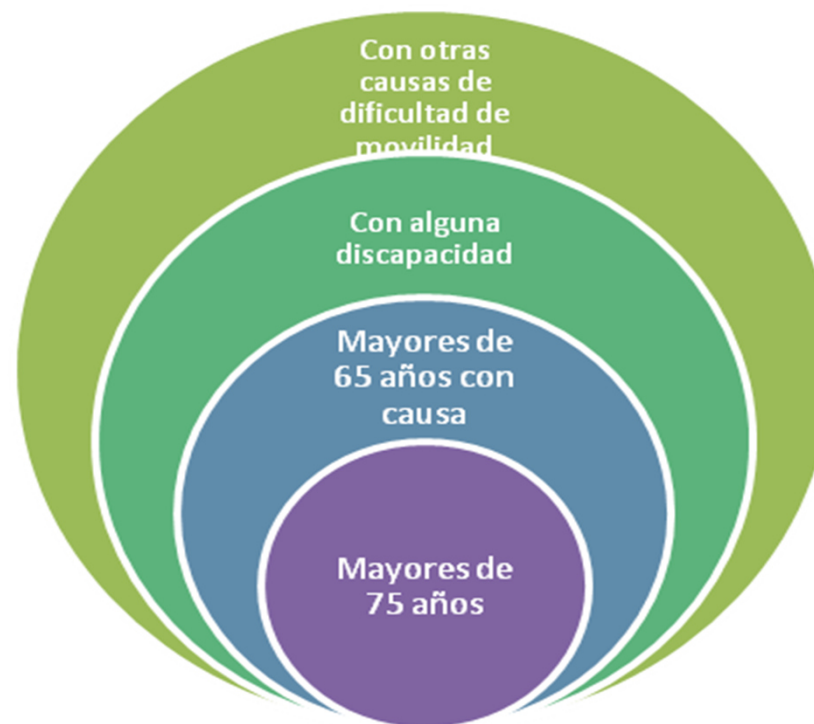 Con otras
causas de
dificultad de
movilidad
Con alguna
discapacidad
Mayores de
65 años con
causa
Mayores de
75 años